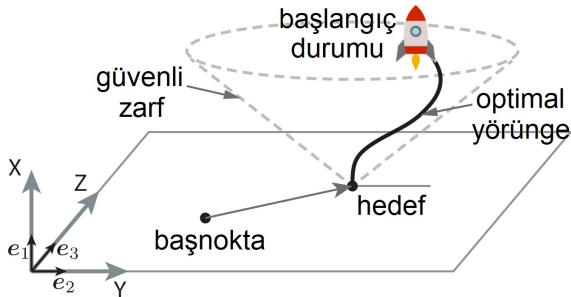 başlangıç
durumu
güvenli
zarf
optimal
yörünge
X
Z
hedef
başnokta
e1
e3
e2
Y